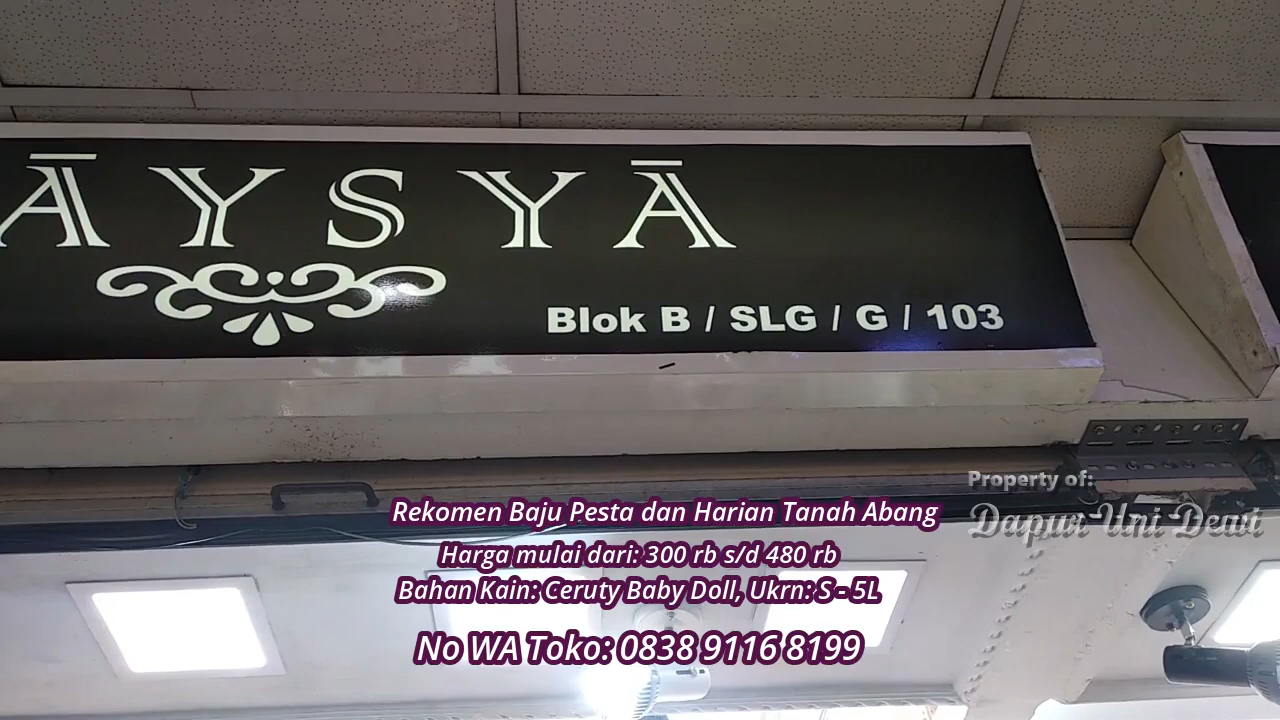 ĀYSYĀ
Blok B / SLG / G / 103
Property of:
Dapur Uni Dewi
Rekomen Baju Pesta dan Harian Tanah Abang
Harga mulai dari: 300 rb s/d 480 rb
Bahan Kain: Ceruty Baby Doll, Ukrn: S - 5L
No WA Toko: 0838 9116 8199